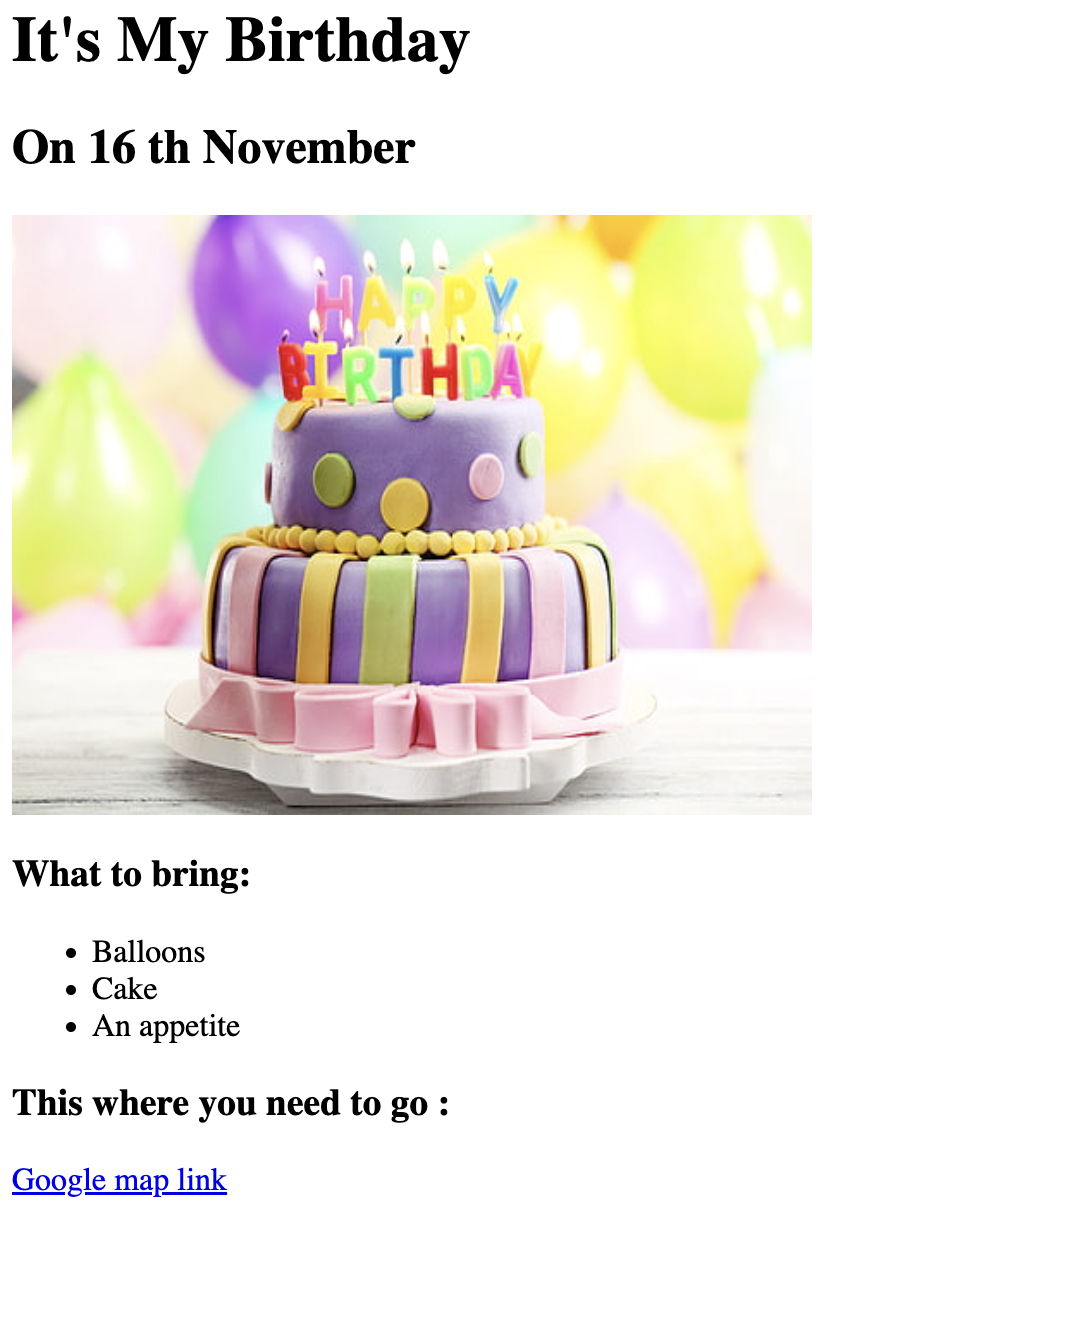 It's My Birthday
On 16 th November
HAPPY
BIRTHDAY
What to bring:
Balloons
Cake
An appetite
This where you need to go :
Google map link